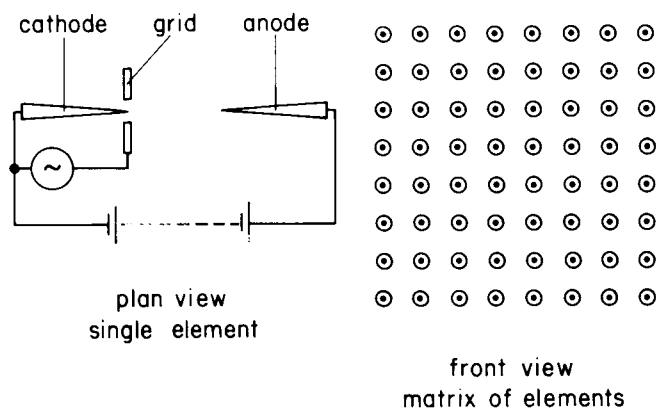 cathode grid anode
~
plan view
single element
front view
matrix of elements